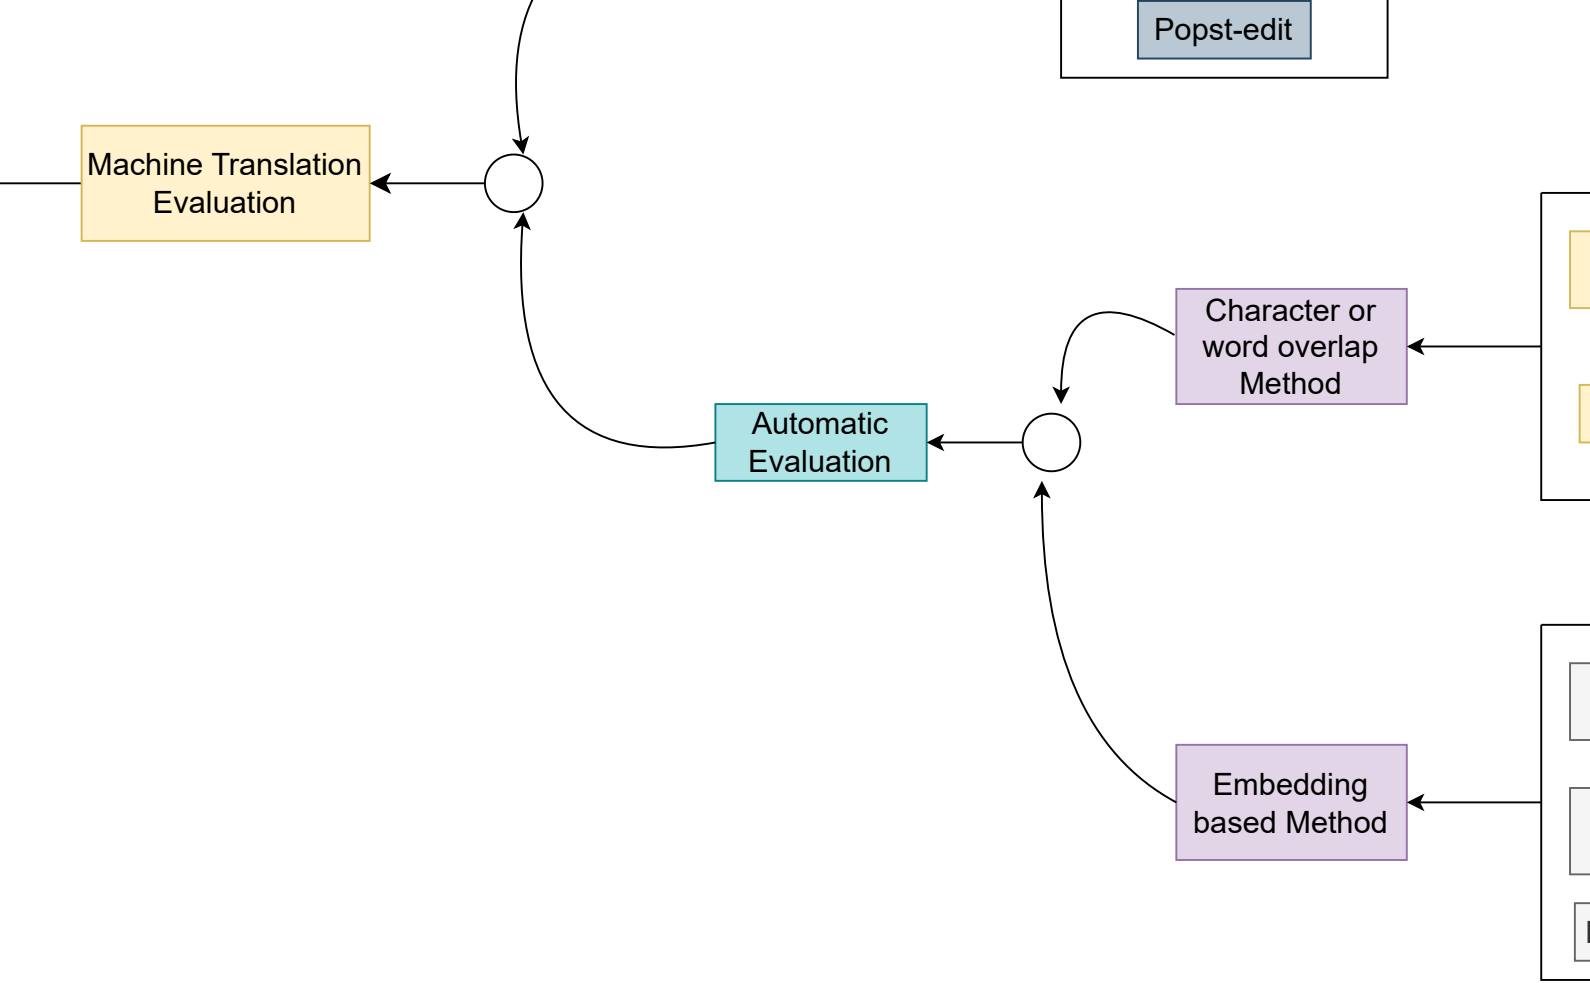 Popst-edit
Machine Translation
Evaluation
Character or
word overlap
Method
Automatic
Evaluation
Embedding
based Method